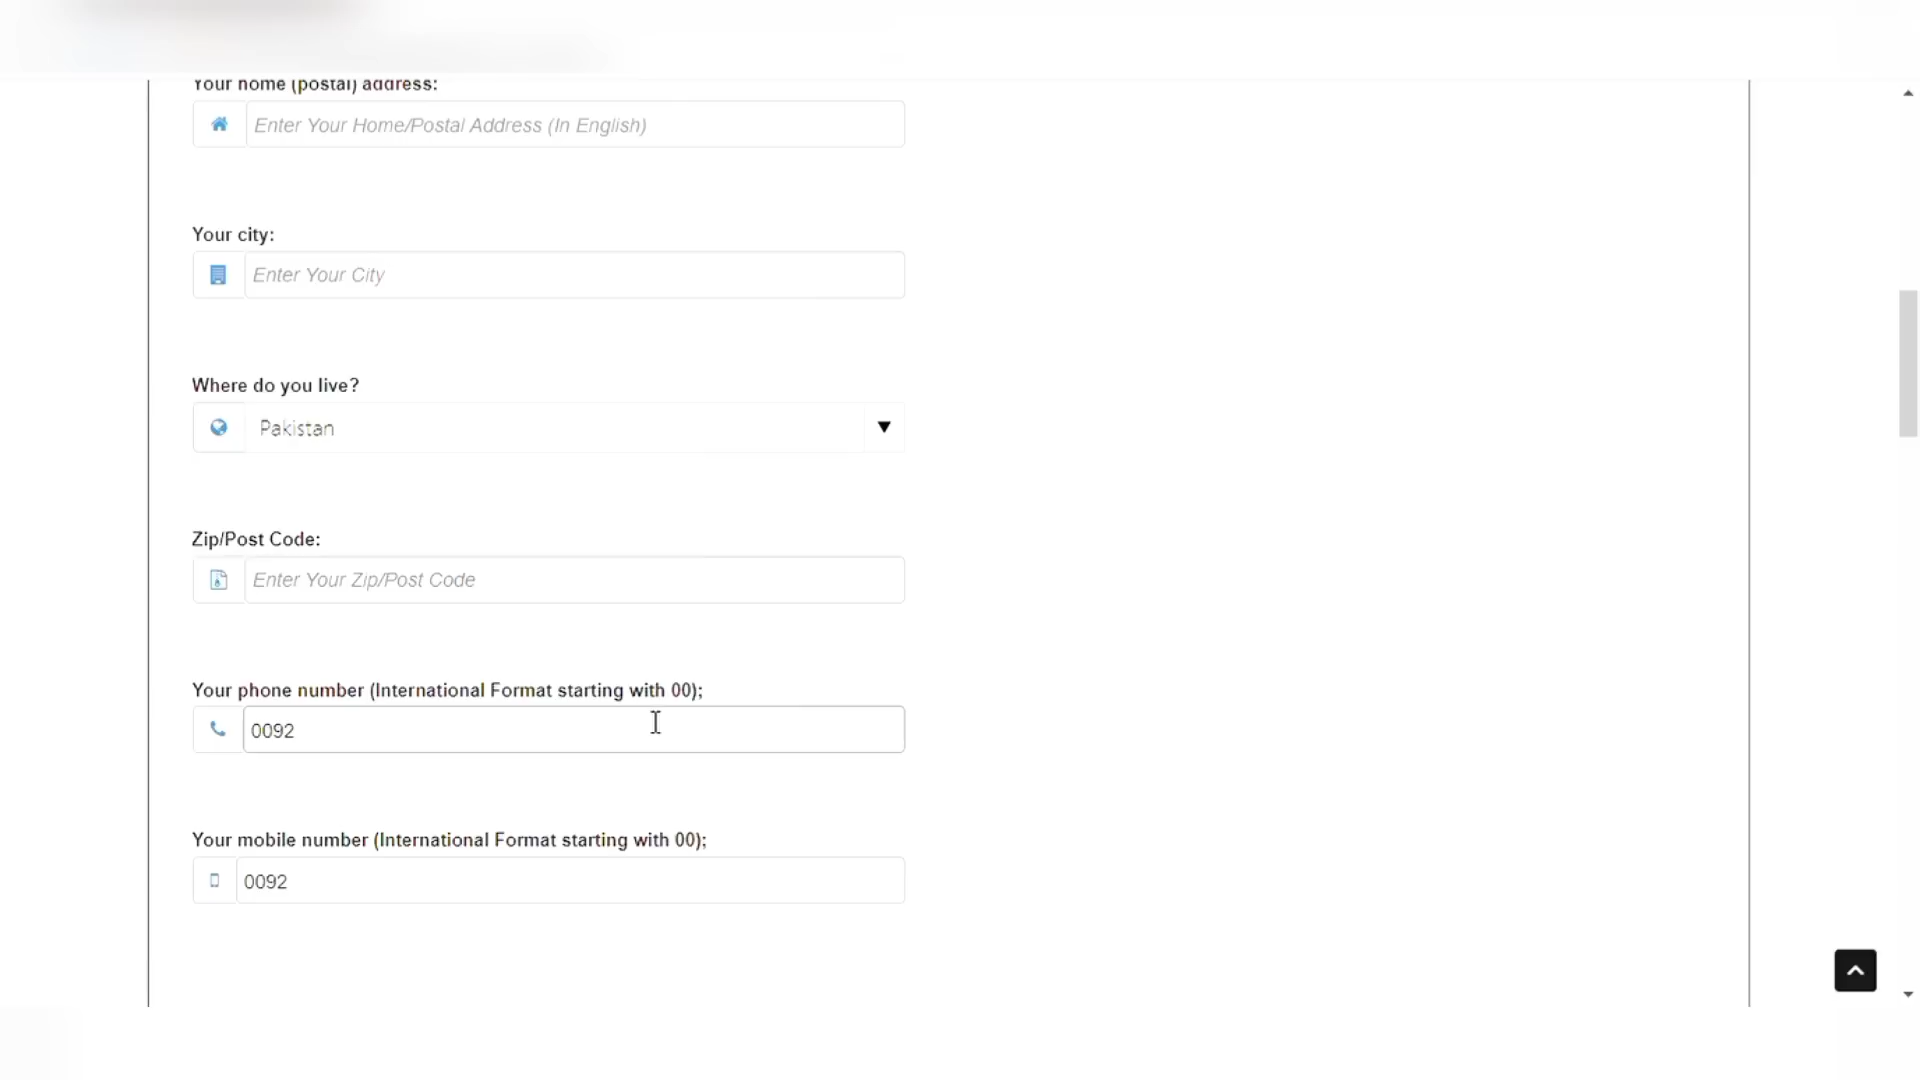 Your home (postal) address:
Enter Your Home/Postal Address (In English)
Your city:
Enter Your City
Where do you live?
Pakistan
Zip/Post Code:
Enter Your Zip/Post Code
Your phone number (International Format starting with 00);
0092
Your mobile number (International Format starting with 00);
0092